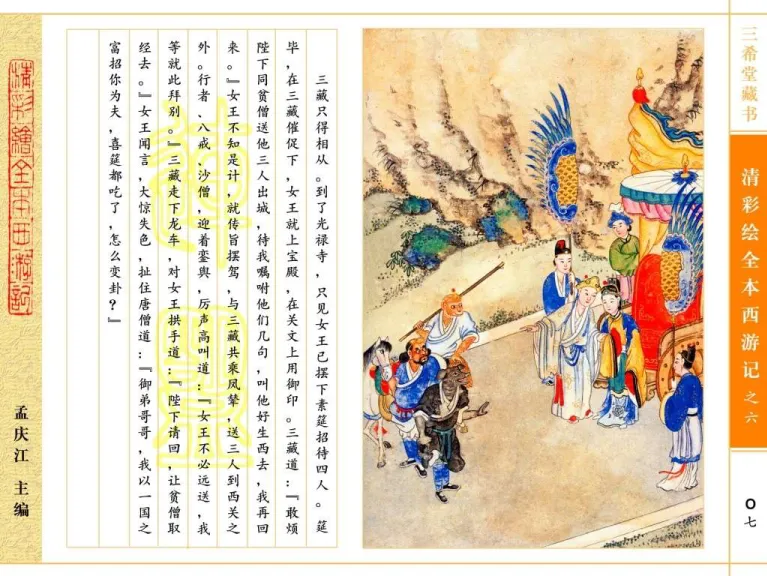 三希堂藏书
清彩绘全本西游记之六
〇七
三藏只得相从。到了光禄寺，只见女王已摆下素筵招待四人。筵
毕，在三藏催促下，女王就上宝殿，在关文上用御印。三藏道：『敢烦
陛下同贫僧送他三人出城，待我嘱咐他们几句，叫他好生西去，我再回
来。』女王不知是计，就传旨摆驾，与三藏共乘凤辇，送三人到西关之
外。行者、八戒、沙僧，迎着銮舆，厉声高叫道：『女王不必远送，我
等就此拜别。』三藏走下龙车，对女王拱手道：『陛下请回，让贫僧取
经去。』女王闻言，大惊失色，扯住唐僧道：『御弟哥哥，我以一国之
富招你为夫，喜筵都吃了，怎么变卦？』
清彩繪全本西游記
孟庆江 主编